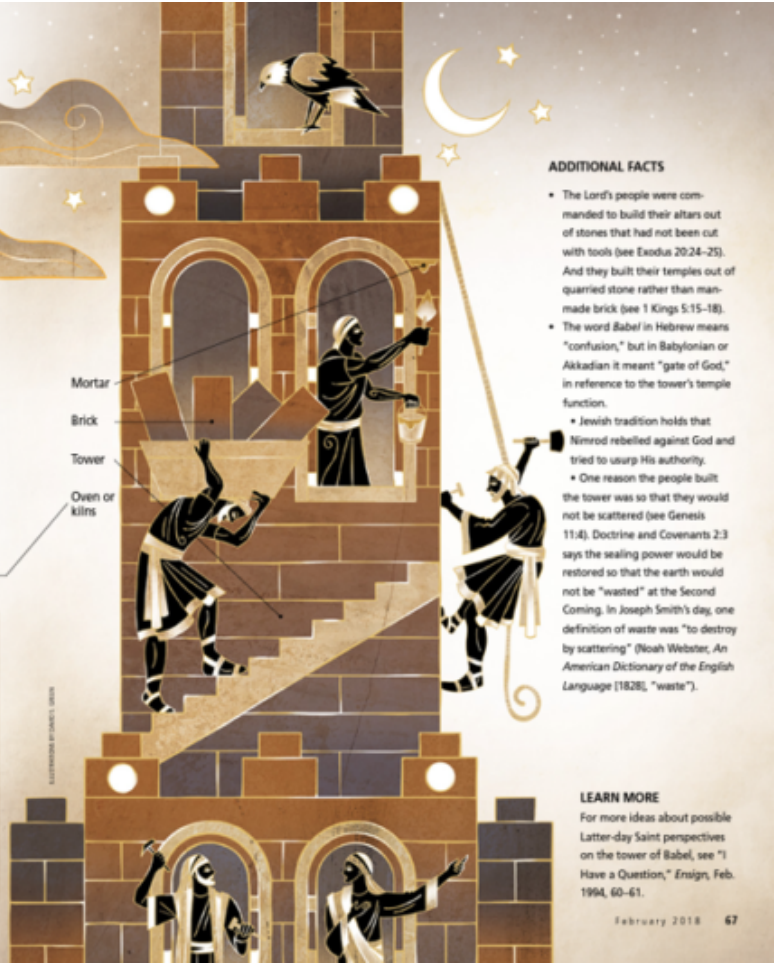 ADDITIONAL FACTS
• The Lord's people were com-
manded to build their altars out
of stones that had not been cut
with tools (see Exodus 20:24–25).
And they built their temples out of
quarried stone rather than man-
made brick (see 1 Kings 5:15–18).
• The word Babel in Hebrew means
"confusion," but in Babylonian or
Akkadian it meant "gate of God,"
in reference to the tower's temple
function.
• Jewish tradition holds that
Nimrod rebelled against God and
tried to usurp His authority.
• One reason the people built
the tower was so that they would
not be scattered (see Genesis
11:4). Doctrine and Covenants 2:3
says the sealing power would be
restored so that the earth would
not be "wasted" at the Second
Coming. In Joseph Smith's day, one
definition of waste was "to destroy
by scattering" (Noah Webster, An
American Dictionary of the English
Language [1828], "waste").
Mortar
Brick
Tower
Oven or
kilns
ILLUSTRATIONS BY DAVID S. GREEN
LEARN MORE
For more ideas about possible
Latter-day Saint perspectives
on the tower of Babel, see "I
Have a Question," Ensign, Feb.
1994, 60–61.
February 2018 67